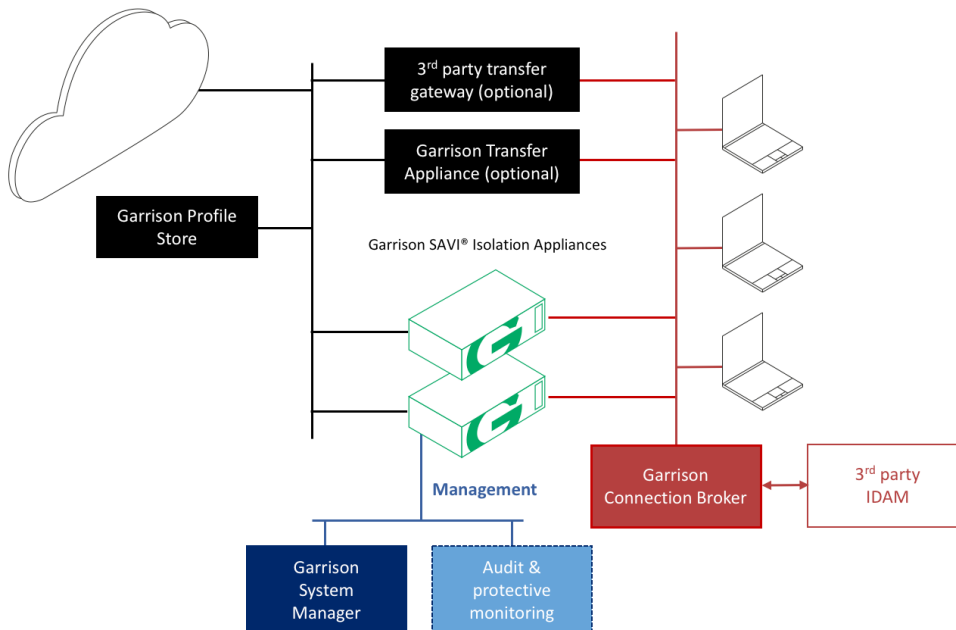 3rd party transfer
gateway (optional)
Garrison Transfer
Appliance (optional)
Garrison Profile
Store
Garrison SAVI® Isolation Appliances
G
G
Management
Garrison
Connection Broker
3rd party
IDAM
Garrison
System
Manager
Audit &
protective
monitoring